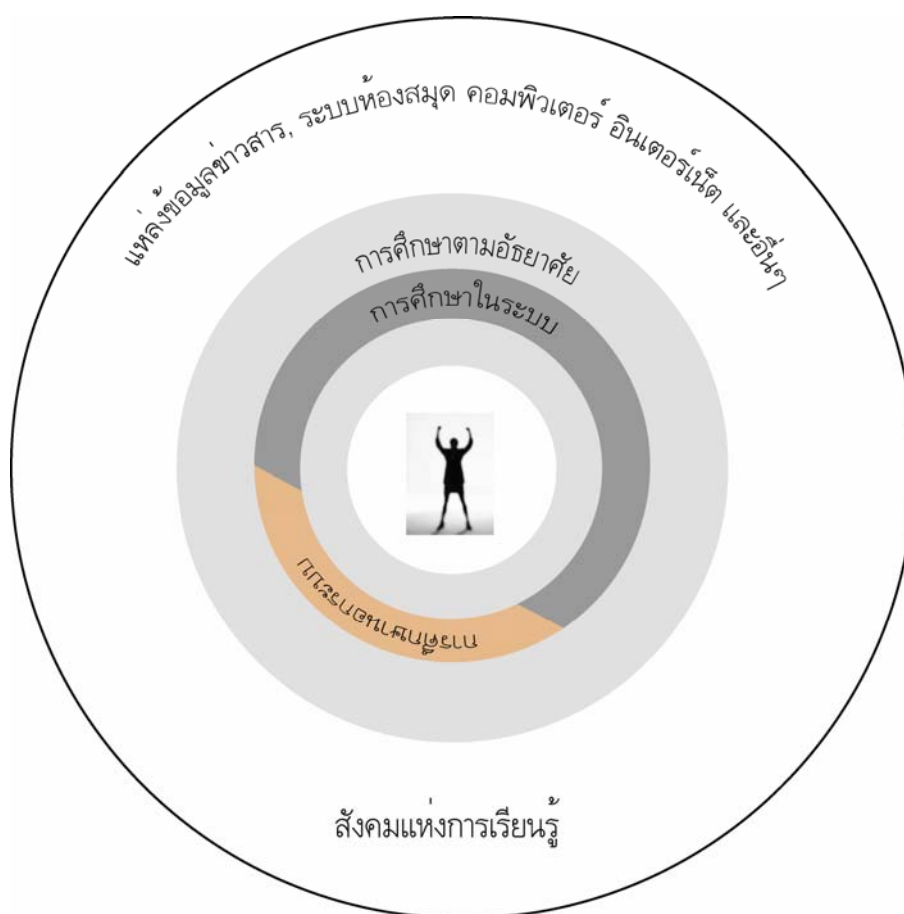 แหล่งข้อมูลข่าวสาร, ระบบห้องสมุด คอมพิวเตอร์ อินเตอร์เน็ต และอื่นๆ
การศึกษาตามอัธยาศัย
การศึกษาในระบบ
การศึกษานอกระบบ
สังคมแห่งการเรียนรู้